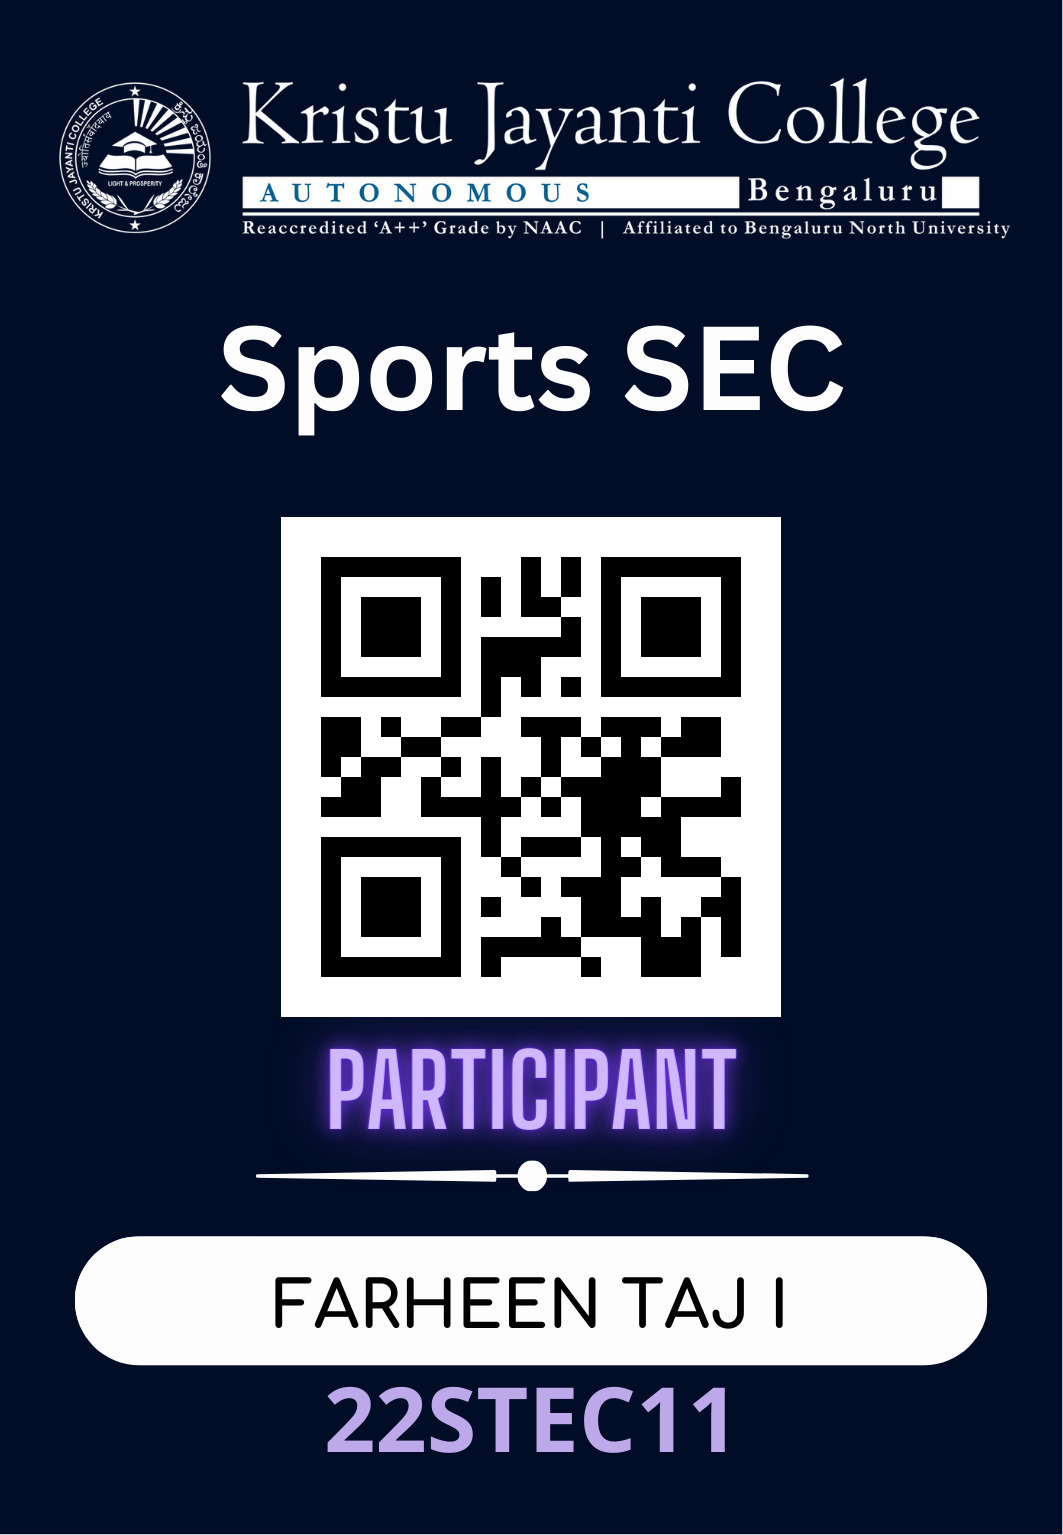 KRISTU JAYANTI COLLEGE
ಕ್ರಿಸ್ತು ಜಯಂತಿ ಕಾಲೇಜು
LIGHT & PROSPERITY
Kristu Jayanti College
AUTONOMOUS Bengaluru
Reaccredited ‘A++’ Grade by NAAC | Affiliated to Bengaluru North University
Sports SEC
PARTICIPANT
FARHEEN TAJ I
22STEC11